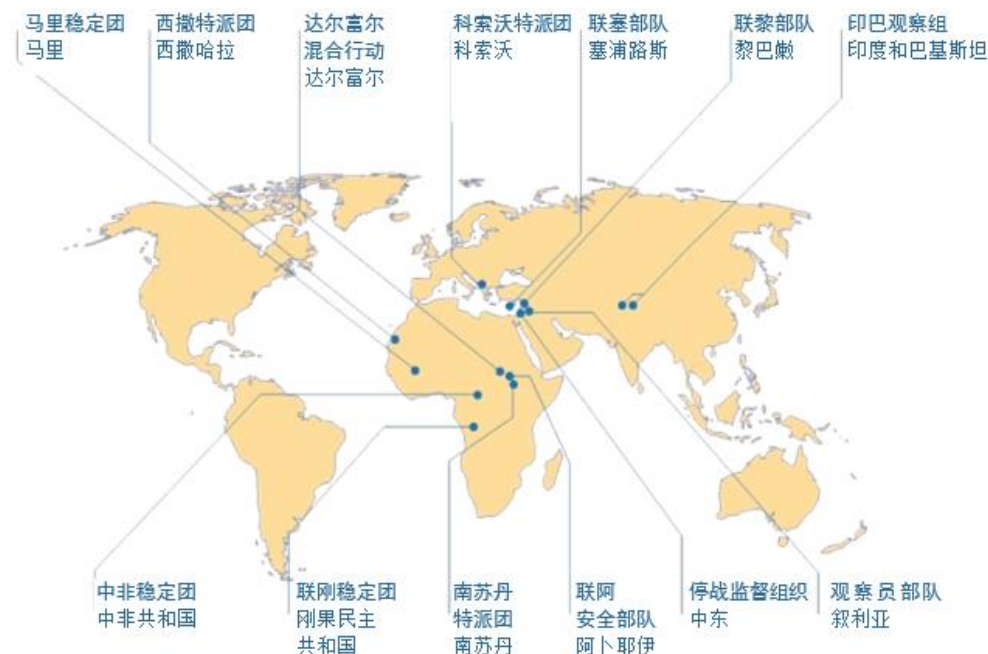 马里稳定团
马里
西撒特派团
西撒哈拉
达尔富尔
混合行动
达尔富尔
科索沃特派团
科索沃
联塞部队
塞浦路斯
联黎部队
黎巴嫩
印巴观察组
印度和巴基斯坦
中非稳定团
中非共和国
联刚稳定团
刚果民主
共和国
南苏丹
特派团
南苏丹
联阿
安全部队
阿卜耶伊
停战监督组织
中东
观察员部队
叙利亚